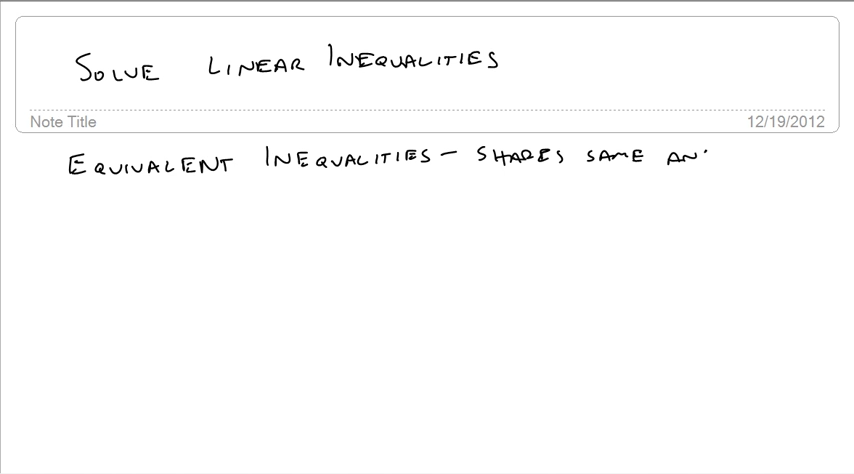 SOLVE LINEAR INEQUALITIES
Note Title 12/19/2012
EQUIVALENT INEQUALITIES - SHARES SAME